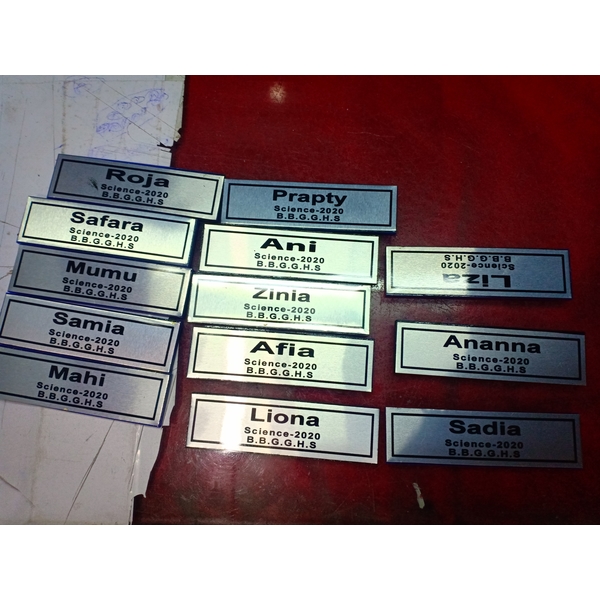 Roja
Science-2020
B.B.G.G.H.S
Safara
Science-2020
B.B.G.G.H.S
Mumu
Science-2020
B.B.G.G.H.S
Samia
Science-2020
B.B.G.G.H.S
Mahi
Science-2020
B.B.G.G.H.S
Prapty
Science-2020
B.B.G.G.H.S
Ani
Science-2020
B.B.G.G.H.S
Zinia
Science-2020
B.B.G.G.H.S
Afia
Science-2020
B.B.G.G.H.S
Liona
Science-2020
B.B.G.G.H.S
Liza
Science-2020
B.B.G.G.H.S
Ananna
Science-2020
B.B.G.G.H.S
Sadia
Science-2020
B.B.G.G.H.S